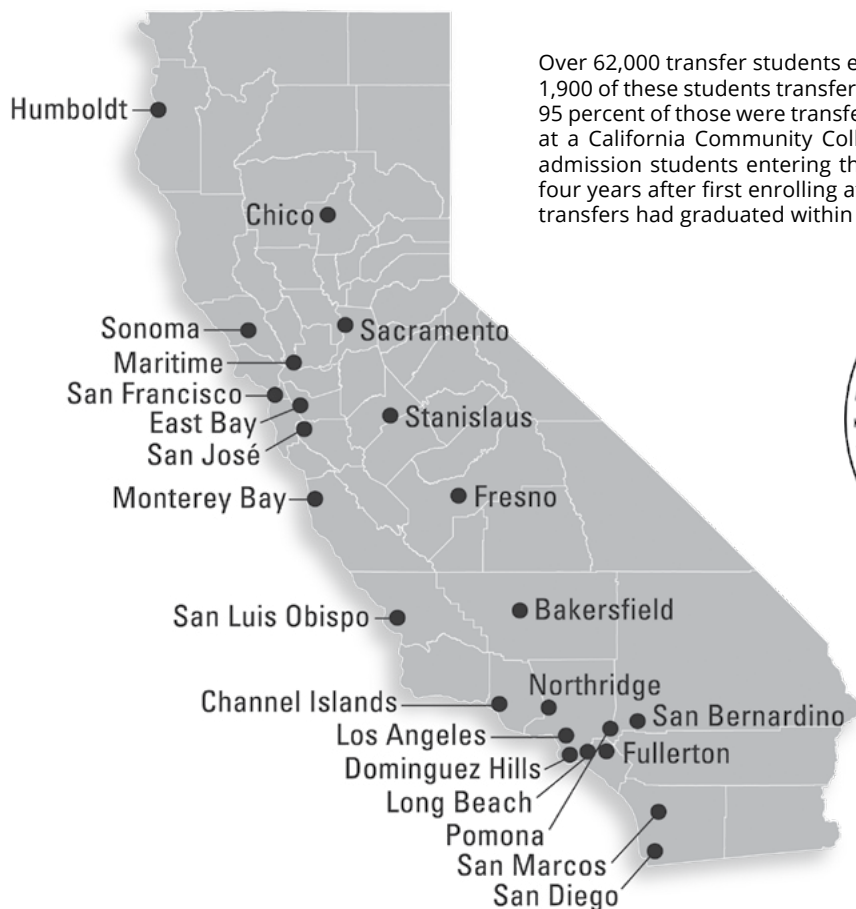 Over 62,000 transfer students e
1,900 of these students transfer
95 percent of those were transfe
at a California Community Coll
admission students entering th
four years after first enrolling at
transfers had graduated within
Humboldt
Chico
Sonoma
Sacramento
Maritime
San Francisco
East Bay
Stanislaus
San José
Monterey Bay
Fresno
San Luis Obispo
Bakersfield
Northridge
Channel Islands
San Bernardino
Los Angeles
Fullerton
Dominguez Hills
Long Beach
Pomona
San Marcos
San Diego